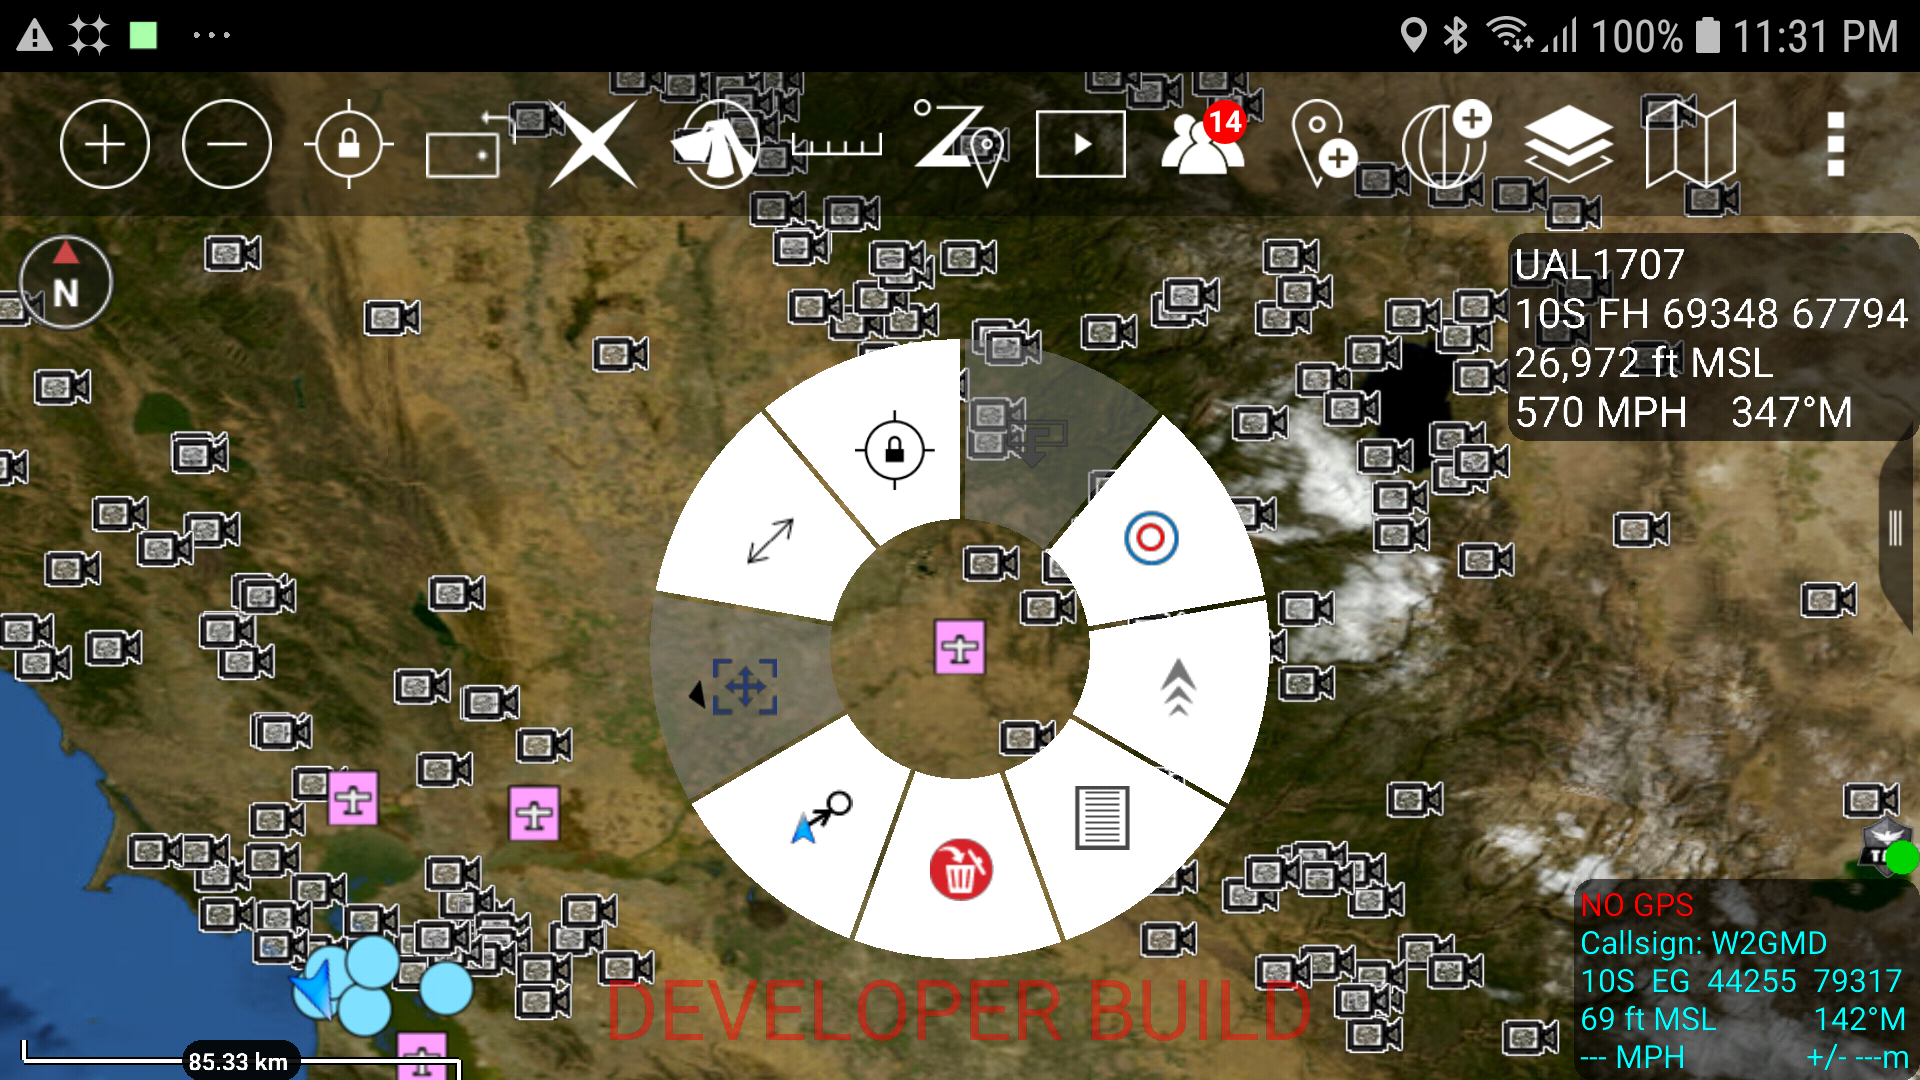 100% 11:31 PM
14
N
UAL1707
10S FH 69348 67794
26,972 ft MSL
570 MPH 347°M
NO GPS
Callsign: W2GMD
10S EG 44255 79317
69 ft MSL 142°M
--- MPH +/- ---m
DEVELOPER BUILD
85.33 km